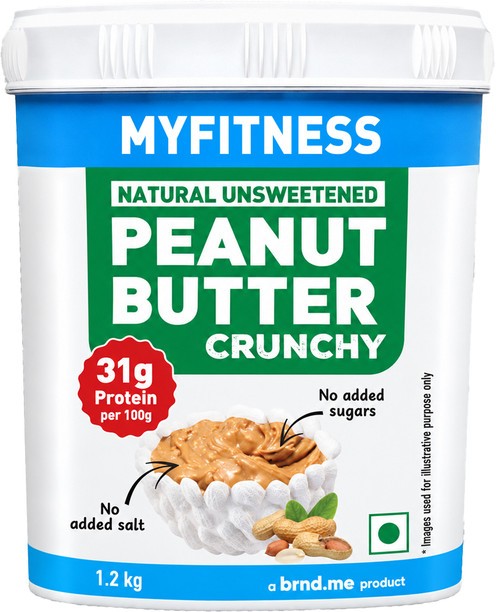 MYFITNESS
NATURAL UNSWEETENED
PEANUT
BUTTER
CRUNCHY
31g
Protein
per 100g
No added
sugars
No
added salt
* Images used for illustrative purpose only
1.2 kg
a brnd.me product